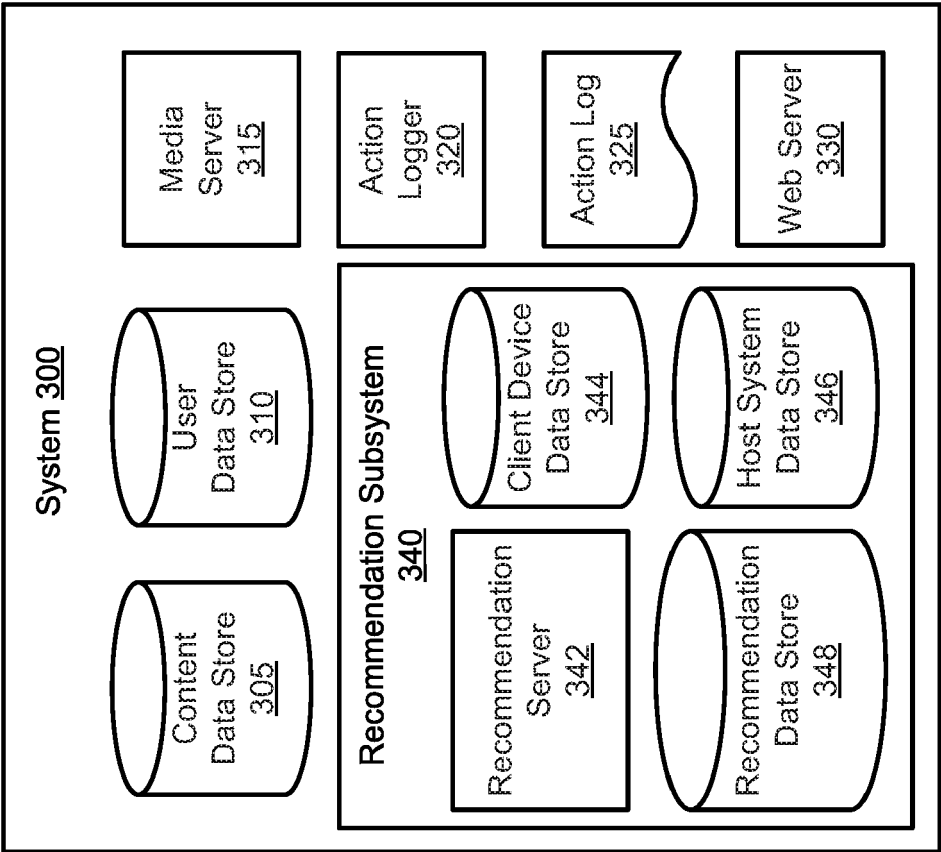 System 300
Content
Data Store
305
User
Data Store
310
Media
Server
315
Recommendation Subsystem
340
Recommendation
Server
342
Client Device
Data Store
344
Recommendation
Data Store
348
Host System
Data Store
346
Action
Logger
320
Action Log
325
Web Server
330